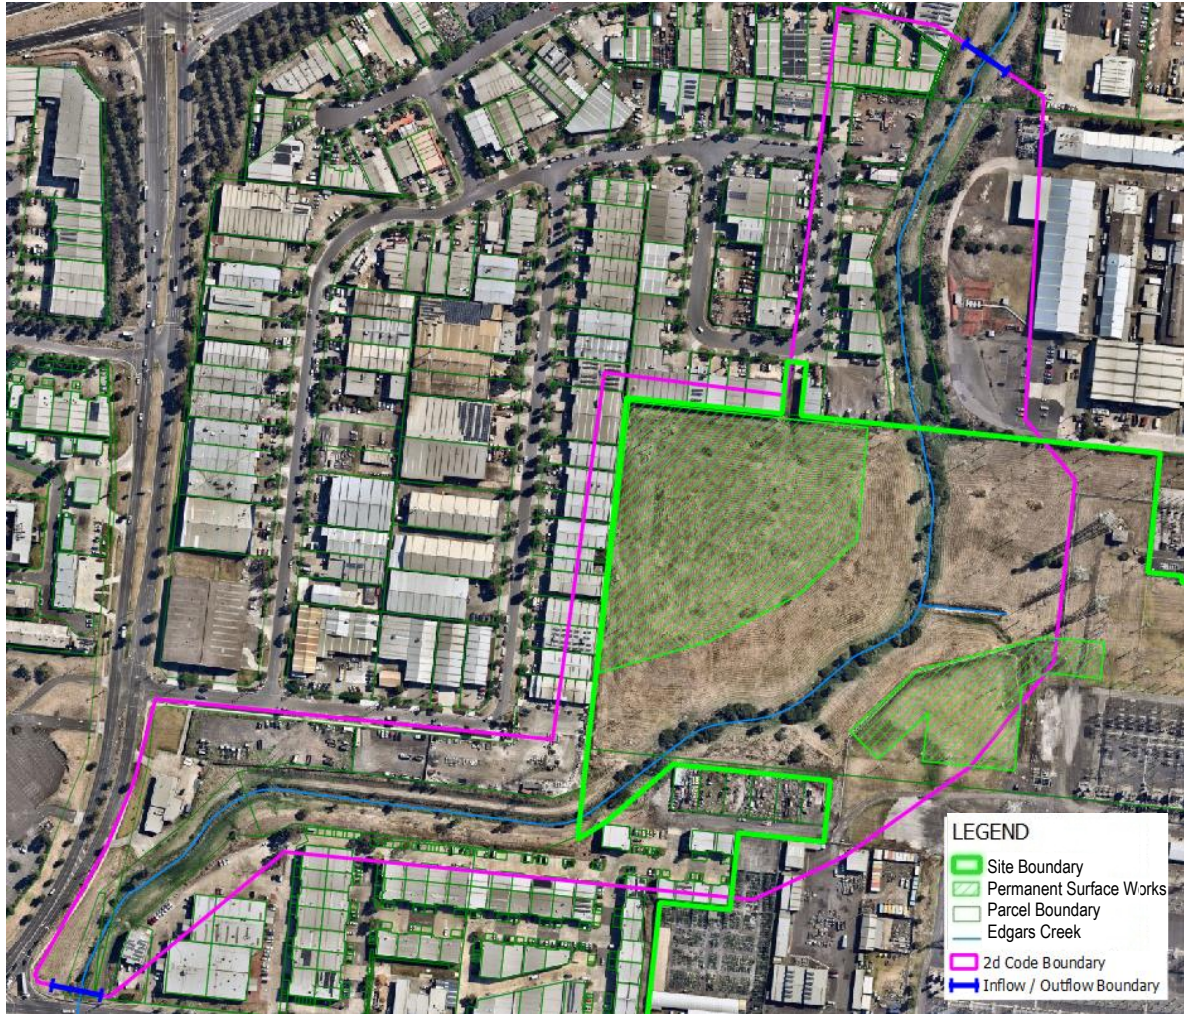 LEGEND
Site Boundary
Permanent Surface Works
Parcel Boundary
Edgars Creek
2d Code Boundary
Inflow / Outflow Boundary